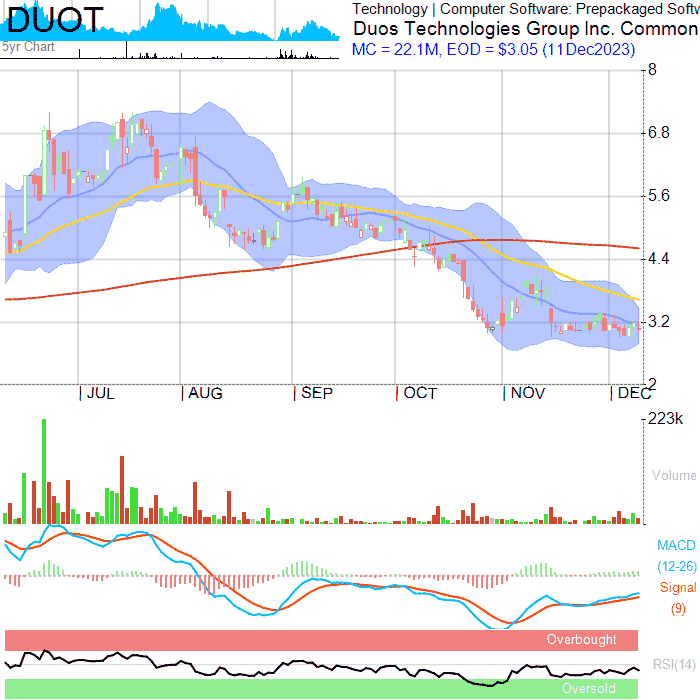 DUOT
Technology | Computer Software: Prepackaged Softw
Duos Technologies Group Inc. Common
5yr Chart
MC = 22.1M, EOD = $3.05 (11Dec2023)
8
6.8
5.6
4.4
3.2
2
JUL AUG SEP OCT NOV DEC
223k
Volume
MACD
(12-26)
Signal
(9)
Overbought
RSI(14)
Oversold